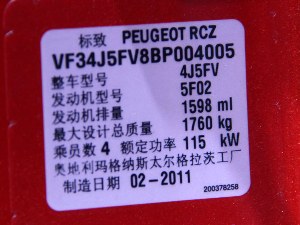 标致 PEUGEOT RCZ
VF34J5FV8BP004005
整车型号 4J5FV
发动机型号 5F02
发动机排量 1598 ml
最大设计总质量 1760 kg
乘员数 4 额定功率 115 kW
奥地利玛格纳斯太尔格拉茨工厂
制造日期 02-2011
200378258